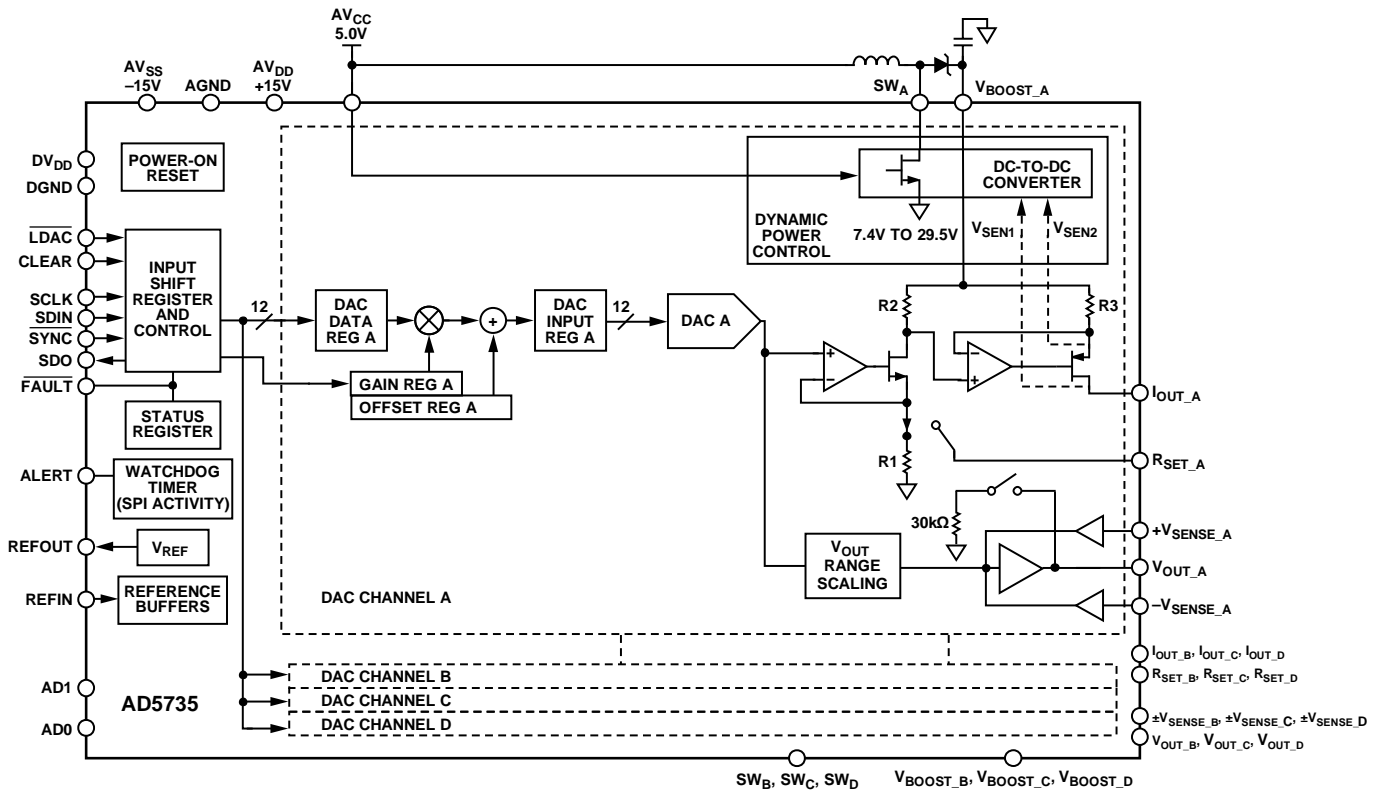 AVCC
5.0V
AVSS
–15V
AGND
AVDD
+15V
SWA
VBOOST_A
DVDD
DGND
POWER-ON
RESET
DC-TO-DC
CONVERTER
DYNAMIC
POWER
CONTROL
7.4V TO 29.5V
VSEN1
VSEN2
LDAC
CLEAR
SCLK
SDIN
SYNC
SDO
FAULT
INPUT
SHIFT
REGISTER
AND
CONTROL
12
DAC
DATA
REG A
×
+
DAC
INPUT
REG A
12
DAC A
GAIN REG A
OFFSET REG A
R2
R3
+
–
–
+
R1
IOUT_A
RSET_A
STATUS
REGISTER
ALERT
WATCHDOG
TIMER
(SPI ACTIVITY)
REFOUT
VREF
REFIN
REFERENCE
BUFFERS
30kΩ
VOUT
RANGE
SCALING
+VSENSE_A
VOUT_A
–VSENSE_A
DAC CHANNEL A
DAC CHANNEL B
DAC CHANNEL C
DAC CHANNEL D
IOUT_B, IOUT_C, IOUT_D
RSET_B, RSET_C, RSET_D
±VSENSE_B, ±VSENSE_C, ±VSENSE_D
VOUT_B, VOUT_C, VOUT_D
AD1
AD0
AD5735
SWB, SWC, SWD
VBOOST_B, VBOOST_C, VBOOST_D